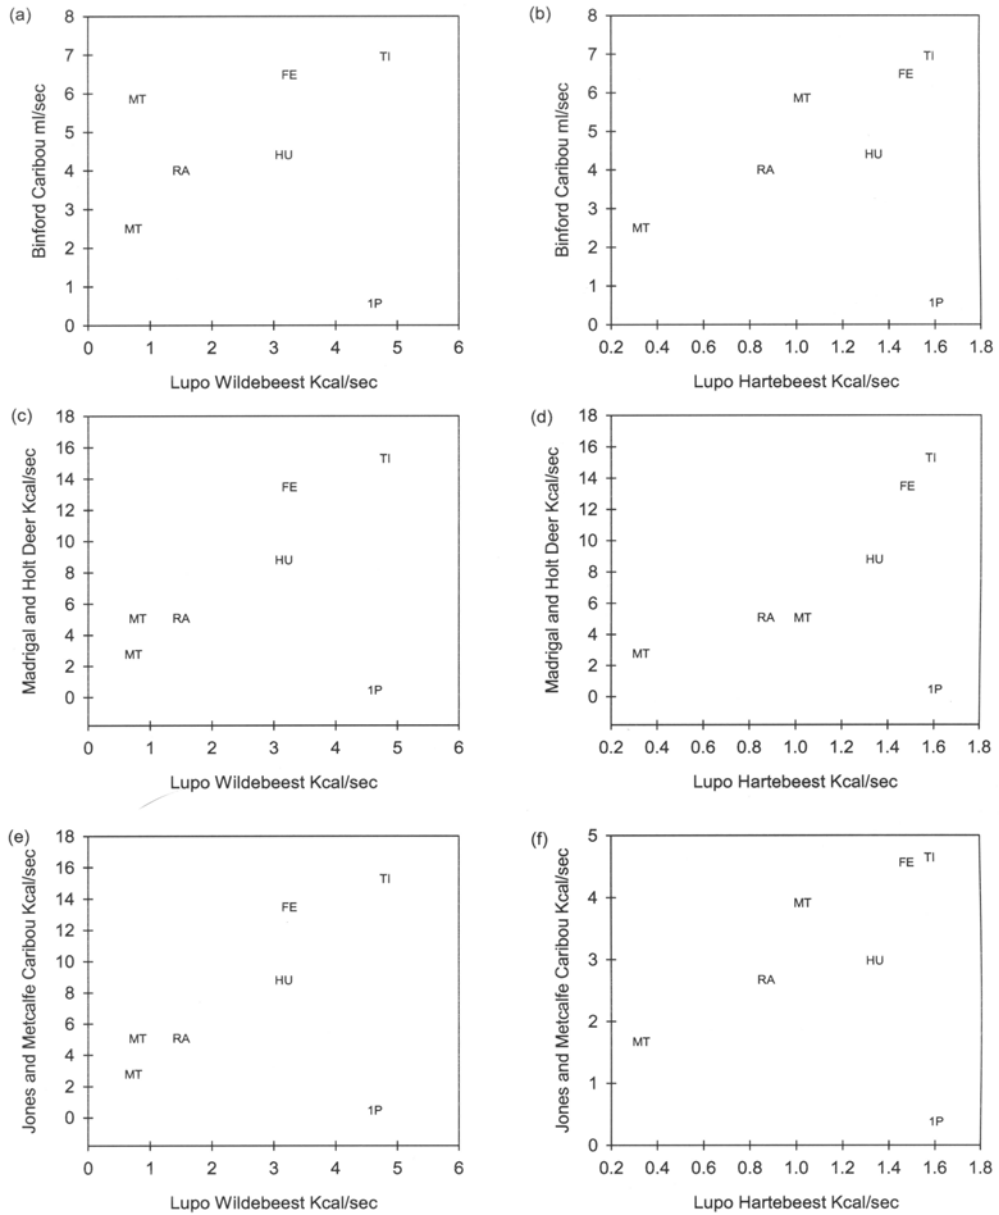 (a)
8
7
6
5
4
3
2
1
0
Binford Caribou ml/sec
TI
FE
MT
HU
RA
MT
1P
0 1 2 3 4 5 6
Lupo Wildebeest Kcal/sec
(b)
8
7
6
5
4
3
2
1
0
Binford Caribou ml/sec
TI
FE
MT
HU
RA
MT
1P
0.2 0.4 0.6 0.8 1.0 1.2 1.4 1.6 1.8
Lupo Hartebeest Kcal/sec
(c)
18
16
14
12
10
8
6
4
2
0
Madrigal and Holt Deer Kcal/sec
TI
FE
HU
MT RA
MT
1P
0 1 2 3 4 5 6
Lupo Wildebeest Kcal/sec
(d)
18
16
14
12
10
8
6
4
2
0
Madrigal and Holt Deer Kcal/sec
TI
FE
HU
RA MT
MT
1P
0.2 0.4 0.6 0.8 1.0 1.2 1.4 1.6 1.8
Lupo Hartebeest Kcal/sec
(e)
18
16
14
12
10
8
6
4
2
0
Jones and Metcalfe Caribou Kcal/sec
TI
FE
HU
MT RA
MT
1P
0 1 2 3 4 5 6
Lupo Wildebeest Kcal/sec
(f)
5
4
3
2
1
0
Jones and Metcalfe Caribou Kcal/sec
FE TI
MT
HU
RA
MT
1P
0.2 0.4 0.6 0.8 1.0 1.2 1.4 1.6 1.8
Lupo Hartebeest Kcal/sec